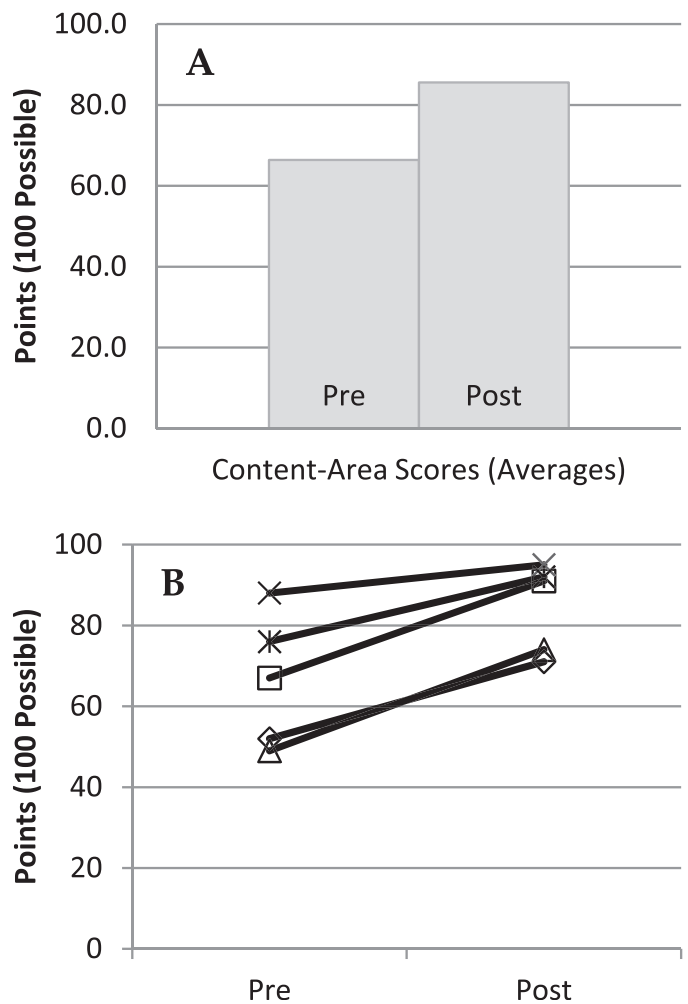 100.0
80.0
60.0
40.0
20.0
0.0
Points (100 Possible)
A
Pre
Post
Content-Area Scores (Averages)
100
80
60
40
20
0
Points (100 Possible)
B
Pre
Post